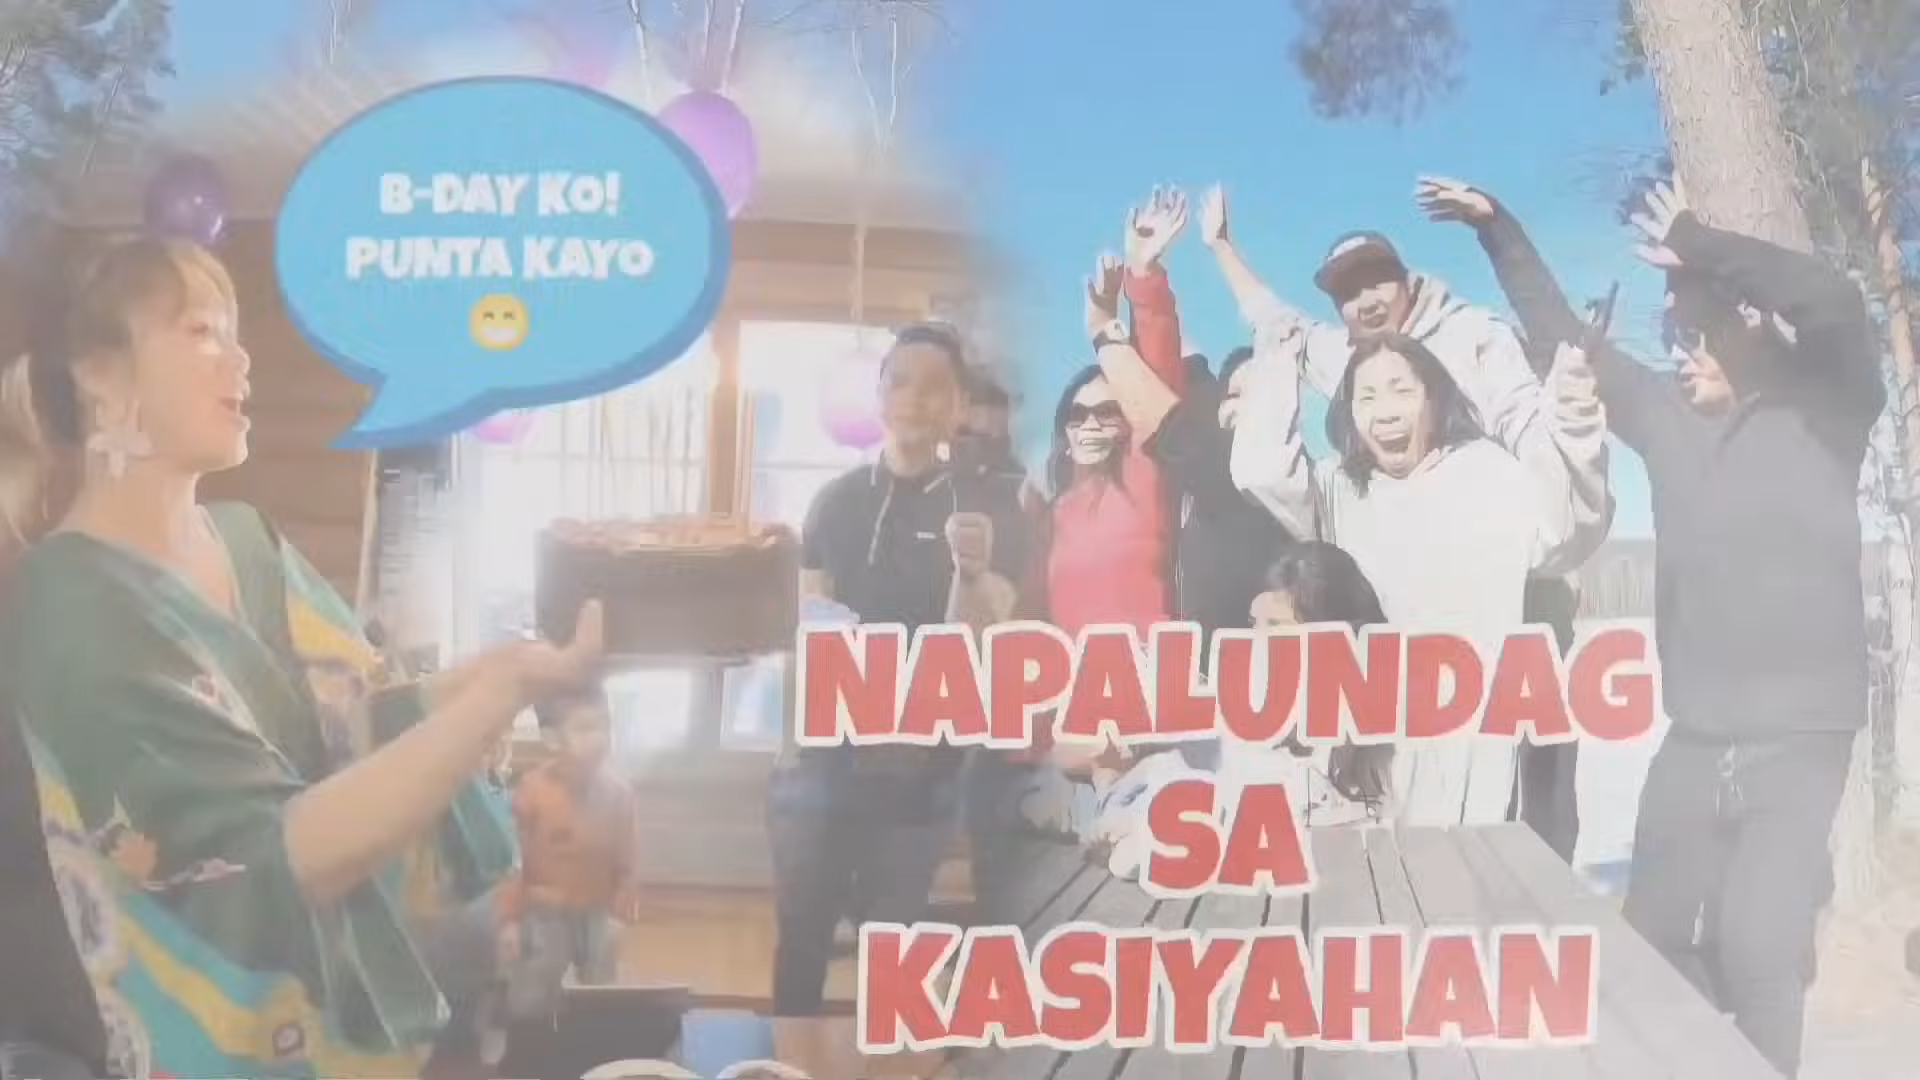 B-DAY KO!
PUNTA KAYO
😁
NAPALUNDAG
SA
KASIYAHAN